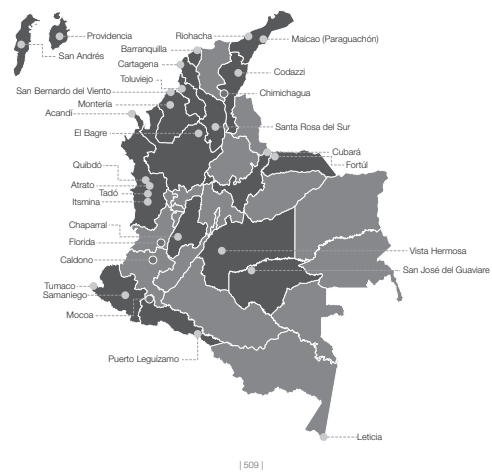 Providencia
San Andrés
Riohacha
Maicao (Paraguachón)
Barranquilla
Cartagena
Codazzi
Toluviejo
San Bernardo del Viento
Chimichagua
Montería
Acandí
Santa Rosa del Sur
El Bagre
Cubará
Fortúl
Quibdó
Atrato
Tadó
Itsmina
Chaparral
Florida
Vista Hermosa
Caldono
San José del Guaviare
Tumaco
Samaniego
Mocoa
Puerto Leguízamo
Leticia
| 509 |